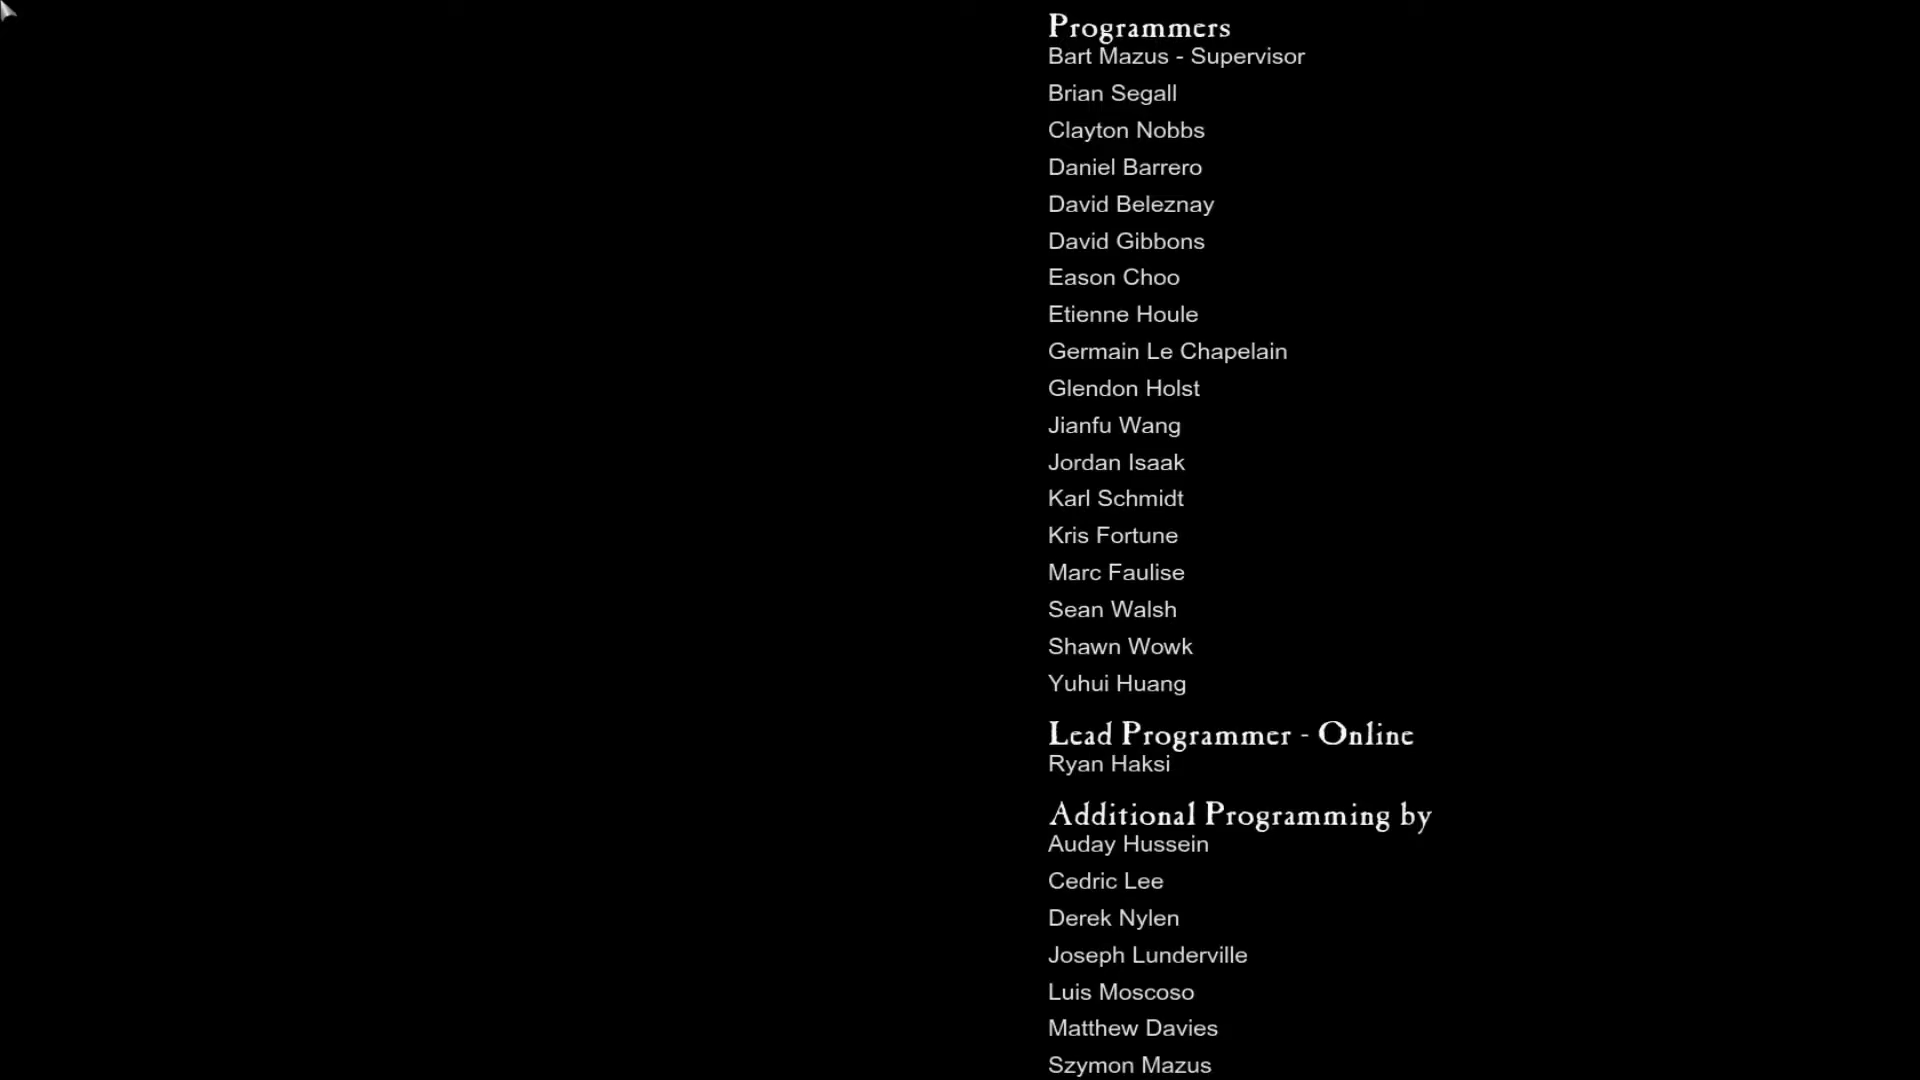 Programmers
Bart Mazus - Supervisor
Brian Segall
Clayton Nobbs
Daniel Barrero
David Beleznay
David Gibbons
Eason Choo
Etienne Houle
Germain Le Chapelain
Glendon Holst
Jianfu Wang
Jordan Isaak
Karl Schmidt
Kris Fortune
Marc Faulise
Sean Walsh
Shawn Wowk
Yuhui Huang
Lead Programmer - Online
Ryan Haksi
Additional Programming by
Auday Hussein
Cedric Lee
Derek Nylen
Joseph Lunderville
Luis Moscoso
Matthew Davies
Szymon Mazus